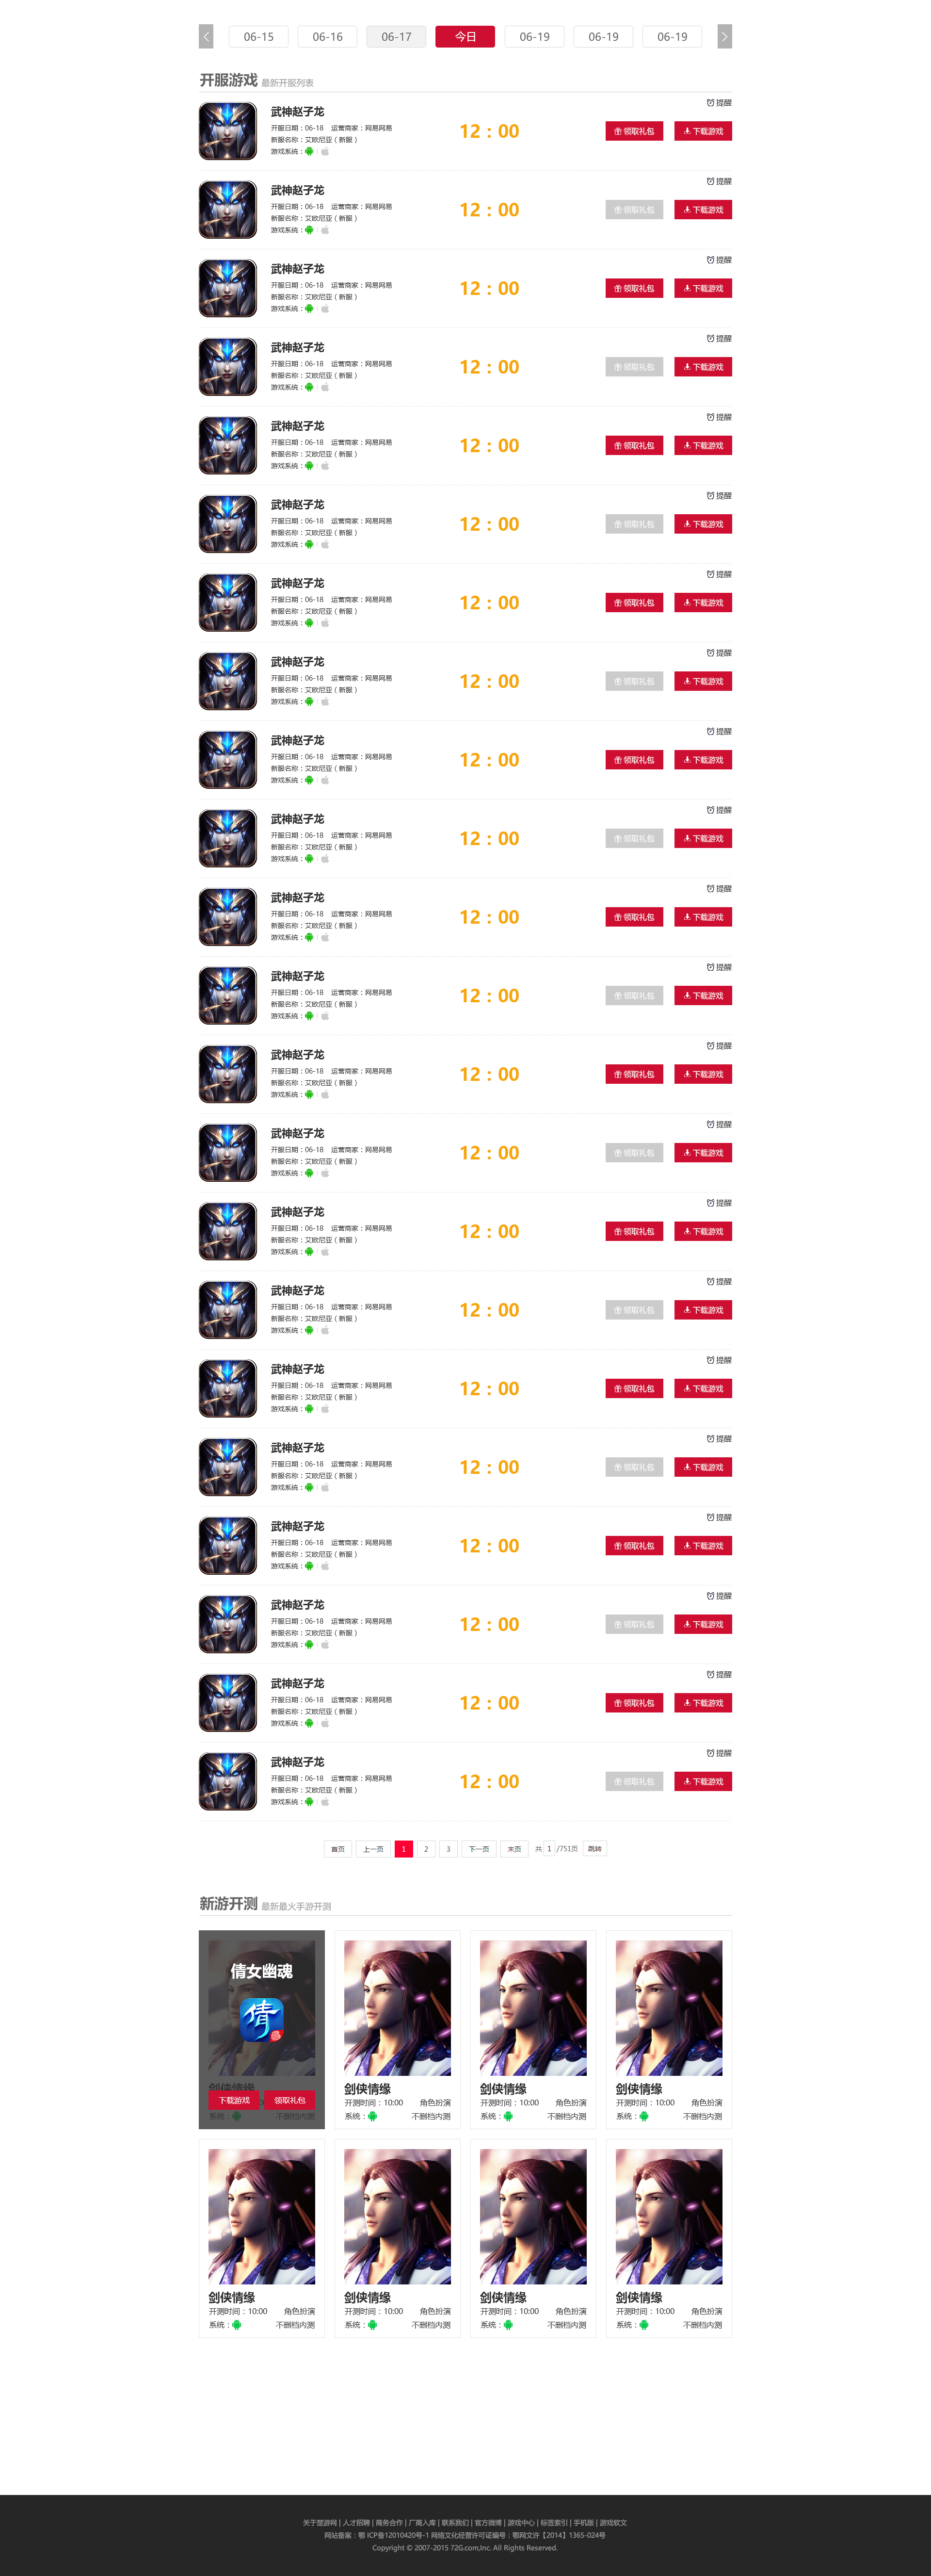 06-15 06-16 06-17 今日 06-19 06-19 06-19
开服游戏 最新开服列表
提醒
武神赵子龙
开服日期：06-18 运营商家：网易网易
12：00 领取礼包 下载游戏
新服名称：艾欧尼亚（新服）
游戏系统：
提醒
武神赵子龙
开服日期：06-18 运营商家：网易网易
12：00 领取礼包 下载游戏
新服名称：艾欧尼亚（新服）
游戏系统：
提醒
武神赵子龙
开服日期：06-18 运营商家：网易网易
12：00 领取礼包 下载游戏
新服名称：艾欧尼亚（新服）
游戏系统：
提醒
武神赵子龙
开服日期：06-18 运营商家：网易网易
12：00 领取礼包 下载游戏
新服名称：艾欧尼亚（新服）
游戏系统：
提醒
武神赵子龙
开服日期：06-18 运营商家：网易网易
12：00 领取礼包 下载游戏
新服名称：艾欧尼亚（新服）
游戏系统：
提醒
武神赵子龙
开服日期：06-18 运营商家：网易网易
12：00 领取礼包 下载游戏
新服名称：艾欧尼亚（新服）
游戏系统：
提醒
武神赵子龙
开服日期：06-18 运营商家：网易网易
12：00 领取礼包 下载游戏
新服名称：艾欧尼亚（新服）
游戏系统：
提醒
武神赵子龙
开服日期：06-18 运营商家：网易网易
12：00 领取礼包 下载游戏
新服名称：艾欧尼亚（新服）
游戏系统：
提醒
武神赵子龙
开服日期：06-18 运营商家：网易网易
12：00 领取礼包 下载游戏
新服名称：艾欧尼亚（新服）
游戏系统：
提醒
武神赵子龙
开服日期：06-18 运营商家：网易网易
12：00 领取礼包 下载游戏
新服名称：艾欧尼亚（新服）
游戏系统：
提醒
武神赵子龙
开服日期：06-18 运营商家：网易网易
12：00 领取礼包 下载游戏
新服名称：艾欧尼亚（新服）
游戏系统：
提醒
武神赵子龙
开服日期：06-18 运营商家：网易网易
12：00 领取礼包 下载游戏
新服名称：艾欧尼亚（新服）
游戏系统：
提醒
武神赵子龙
开服日期：06-18 运营商家：网易网易
12：00 领取礼包 下载游戏
新服名称：艾欧尼亚（新服）
游戏系统：
提醒
武神赵子龙
开服日期：06-18 运营商家：网易网易
12：00 领取礼包 下载游戏
新服名称：艾欧尼亚（新服）
游戏系统：
提醒
武神赵子龙
开服日期：06-18 运营商家：网易网易
12：00 领取礼包 下载游戏
新服名称：艾欧尼亚（新服）
游戏系统：
提醒
武神赵子龙
开服日期：06-18 运营商家：网易网易
12：00 领取礼包 下载游戏
新服名称：艾欧尼亚（新服）
游戏系统：
提醒
武神赵子龙
开服日期：06-18 运营商家：网易网易
12：00 领取礼包 下载游戏
新服名称：艾欧尼亚（新服）
游戏系统：
提醒
武神赵子龙
开服日期：06-18 运营商家：网易网易
12：00 领取礼包 下载游戏
新服名称：艾欧尼亚（新服）
游戏系统：
提醒
武神赵子龙
开服日期：06-18 运营商家：网易网易
12：00 领取礼包 下载游戏
新服名称：艾欧尼亚（新服）
游戏系统：
提醒
武神赵子龙
开服日期：06-18 运营商家：网易网易
12：00 领取礼包 下载游戏
新服名称：艾欧尼亚（新服）
游戏系统：
提醒
武神赵子龙
开服日期：06-18 运营商家：网易网易
12：00 领取礼包 下载游戏
新服名称：艾欧尼亚（新服）
游戏系统：
提醒
武神赵子龙
开服日期：06-18 运营商家：网易网易
12：00 领取礼包 下载游戏
新服名称：艾欧尼亚（新服）
游戏系统：
首页 上一页 1 2 3 下一页 末页 共 1 /751页 跳转
新游开测 最新最火手游开测
倩女幽魂
倩
剑侠情缘 剑侠情缘 剑侠情缘 剑侠情缘
下载游戏 领取礼包 开测时间：10:00 角色扮演 开测时间：10:00 角色扮演 开测时间：10:00 角色扮演
系统： 不删档内测 系统： 不删档内测 系统： 不删档内测 系统： 不删档内测
剑侠情缘 剑侠情缘 剑侠情缘 剑侠情缘
开测时间：10:00 角色扮演 开测时间：10:00 角色扮演 开测时间：10:00 角色扮演 开测时间：10:00 角色扮演
系统： 不删档内测 系统： 不删档内测 系统： 不删档内测 系统： 不删档内测
关于楚游网 | 人才招聘 | 商务合作 | 厂商入库 | 联系我们 | 官方微博 | 游戏中心 | 标签索引 | 手机版 | 游戏软文
网站备案：鄂 ICP备12010420号-1 网络文化经营许可证编号：鄂网文许【2014】1365-024号
Copyright © 2007-2015 72G.com,Inc. All Rights Reserved.